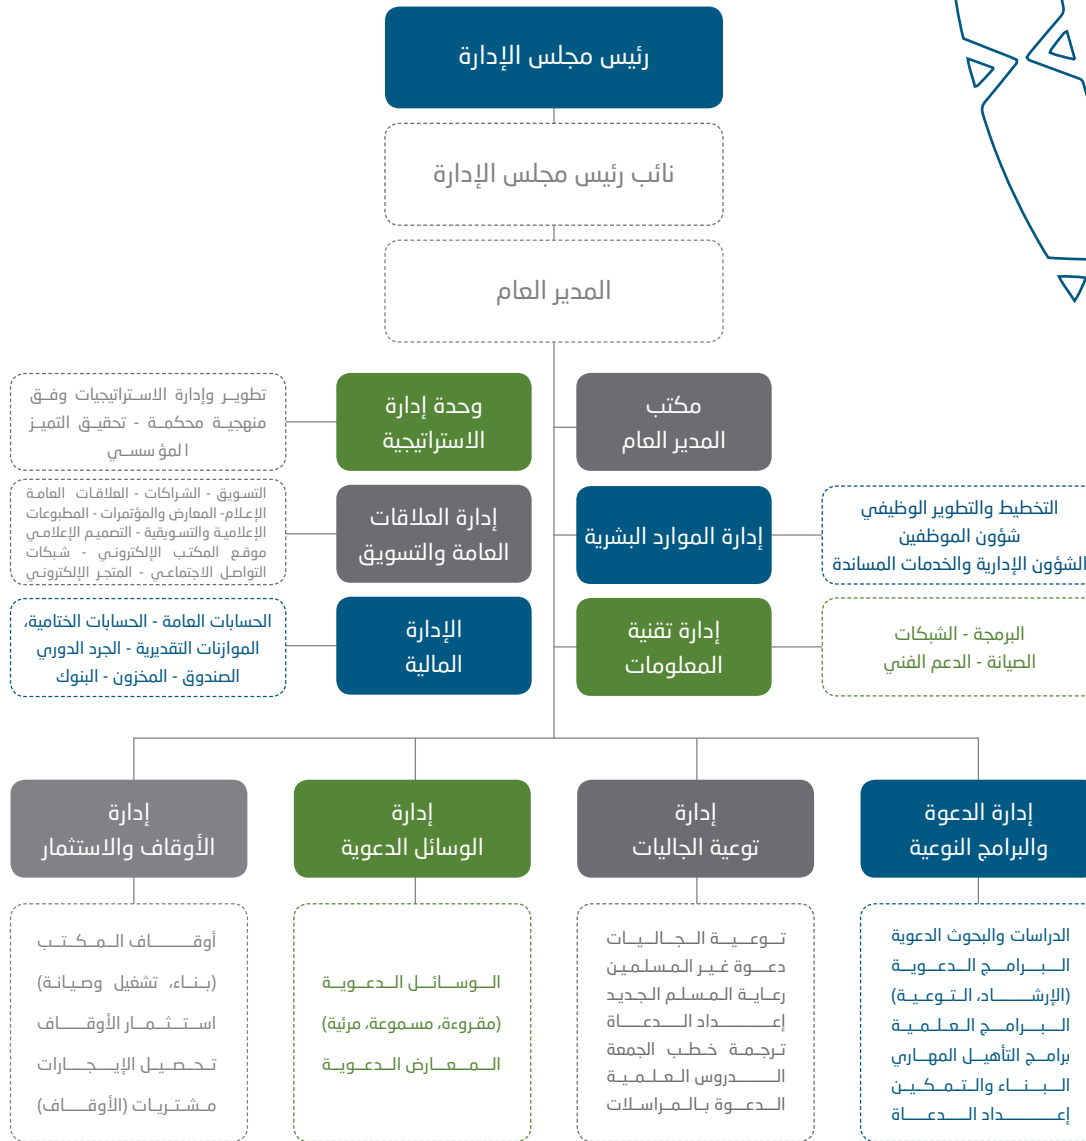 رئيس مجلس الإدارة
نائب رئيس مجلس الإدارة
المدير العام
مكتب
المدير العام
وحدة إدارة
الاستراتيجية
تطوير وإدارة الاستراتيجيات وفق
منهجية محكمة - تحقيق التميز
المؤسسي
التخطيط والتطوير الوظيفي
شؤون الموظفين
الشؤون الإدارية والخدمات المساندة
إدارة الموارد البشرية
إدارة العلاقات
العامة والتسويق
التسويق - الشراكات - العلاقات العامة
الإعلام- المعارض والمؤتمرات - المطبوعات
الإعلامية والتسويقية - التصميم الإعلامي
موقع المكتب الإلكتروني - شبكات
التواصل الاجتماعي - المتجر الإلكتروني
البرمجة - الشبكات
الصيانة - الدعم الفني
إدارة تقنية
المعلومات
الإدارة
المالية
الحسابات العامة - الحسابات الختامية،
الموازنات التقديرية - الجرد الدوري
الصندوق - المخزون - البنوك
إدارة الدعوة
والبرامج النوعية
الدراسات والبحوث الدعوية
البرامج الدعوية
(الإرشاد، التوعية)
البرامج العلمية
برامج التأهيل المهاري
البناء والتمكين
إعداد الدعاة
إدارة
توعية الجاليات
توعية الجاليات
دعوة غير المسلمين
رعاية المسلم الجديد
إعداد الدعاة
ترجمة خطب الجمعة
الدروس العلمية
الدعوة بالمراسلات
إدارة
الوسائل الدعوية
الوسائل الدعوية
(مقروءة، مسموعة، مرئية)
المعارض الدعوية
إدارة
الأوقاف والاستثمار
أوقاف المكتب
(بناء، تشغيل وصيانة)
استثمار الأوقاف
تحصيل الإيجارات
مشتريات (الأوقاف)